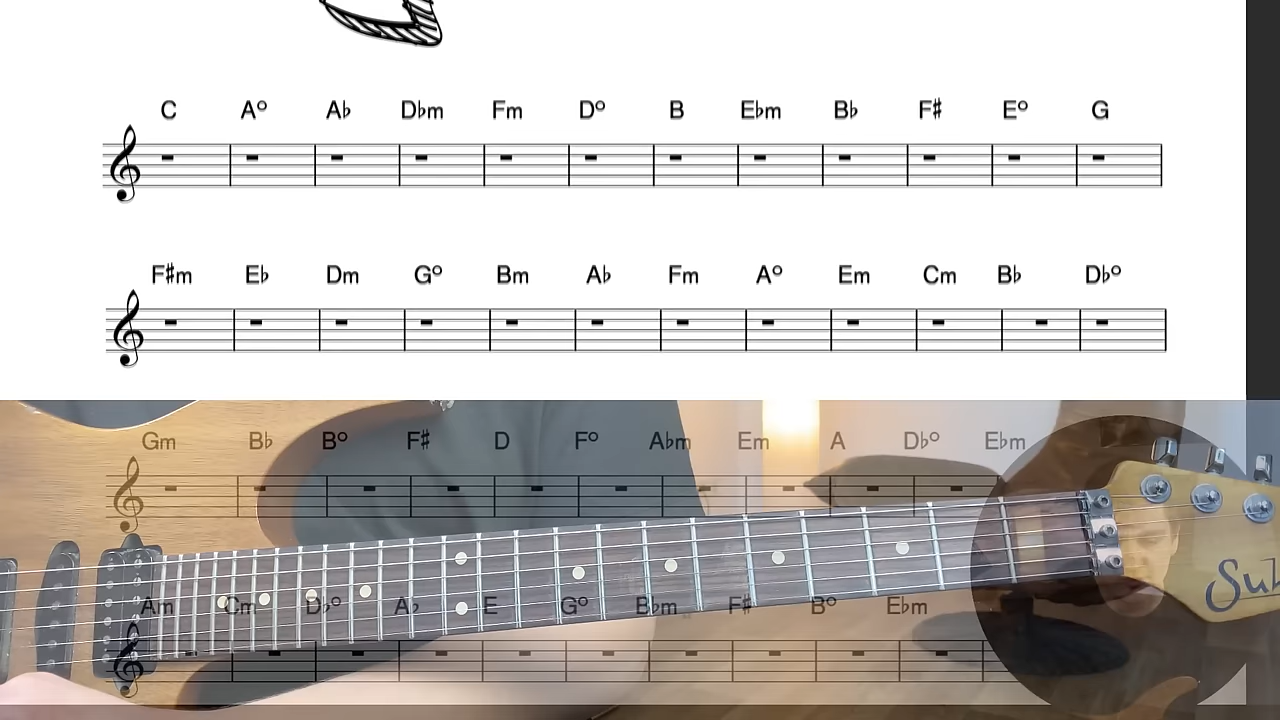 C A° A♭ D♭m Fm D° B E♭m B♭ F# E° G
F#m E♭ Dm G° Bm A♭ Fm A° Em Cm B♭ D♭°
Gm B♭ B° F# D F° A♭m Em A D♭° E♭m
Am Cm D♭° A♭ E G° B♭m F# B° E♭m